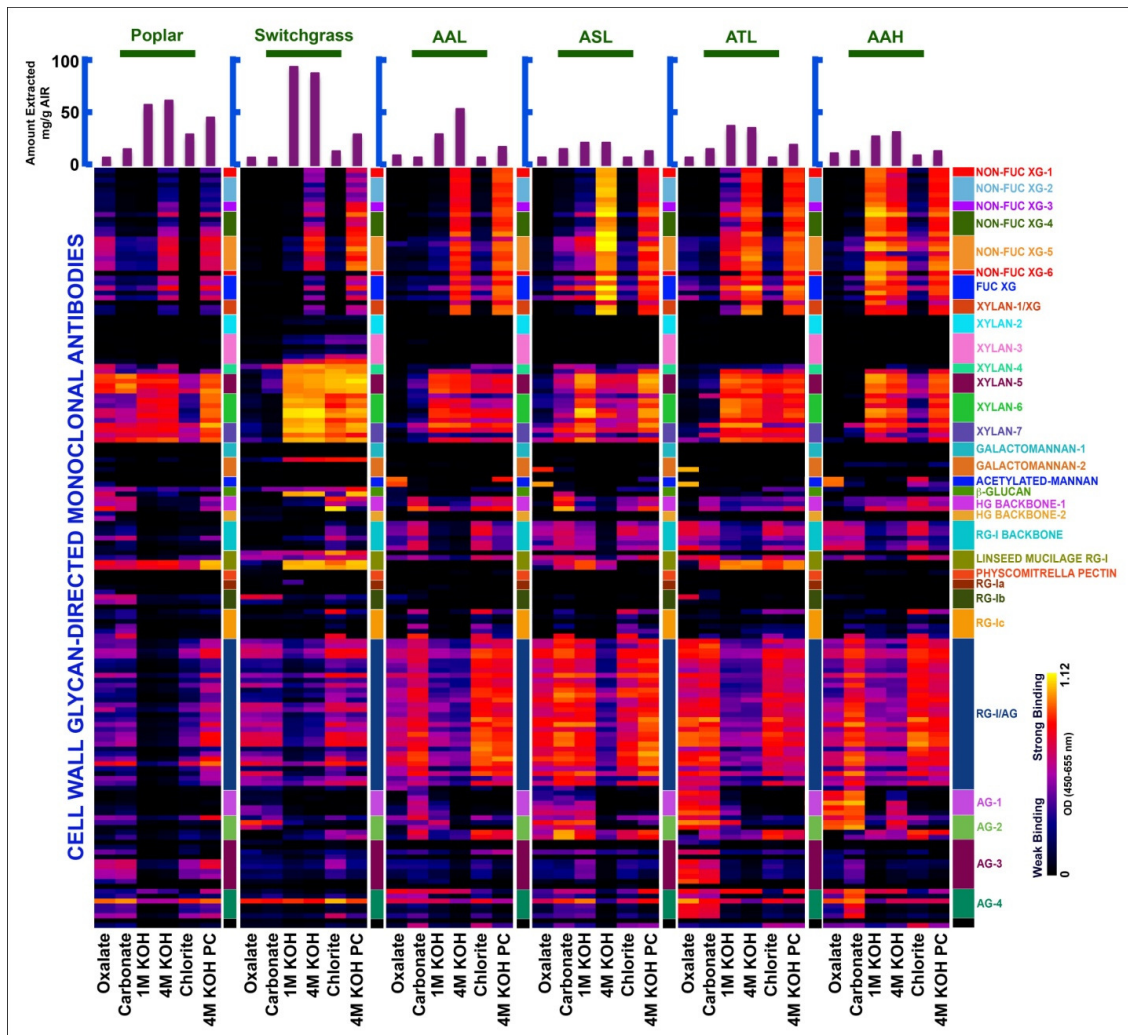 Poplar
Switchgrass
AAL
ASL
ATL
AAH
Amount Extracted
mg/g AIR
100
50
0
CELL WALL GLYCAN-DIRECTED MONOCLONAL ANTIBODIES
NON-FUC XG-1
NON-FUC XG-2
NON-FUC XG-3
NON-FUC XG-4
NON-FUC XG-5
NON-FUC XG-6
FUC XG
XYLAN-1/XG
XYLAN-2
XYLAN-3
XYLAN-4
XYLAN-5
XYLAN-6
XYLAN-7
GALACTOMANNAN-1
GALACTOMANNAN-2
ACETYLATED-MANNAN
β-GLUCAN
HG BACKBONE-1
HG BACKBONE-2
RG-I BACKBONE
LINSEED MUCILAGE RG-I
PHYSCOMITRELLA PECTIN
RG-Ia
RG-Ib
RG-Ic
RG-I/AG
AG-1
AG-2
AG-3
AG-4
Weak Binding Strong Binding
0 1.12
OD (450-655 nm)
Oxalate
Carbonate
1M KOH
4M KOH
Chlorite
4M KOH PC
Oxalate
Carbonate
1M KOH
4M KOH
Chlorite
4M KOH PC
Oxalate
Carbonate
1M KOH
4M KOH
Chlorite
4M KOH PC
Oxalate
Carbonate
1M KOH
4M KOH
Chlorite
4M KOH PC
Oxalate
Carbonate
1M KOH
4M KOH
Chlorite
4M KOH PC
Oxalate
Carbonate
1M KOH
4M KOH
Chlorite
4M KOH PC